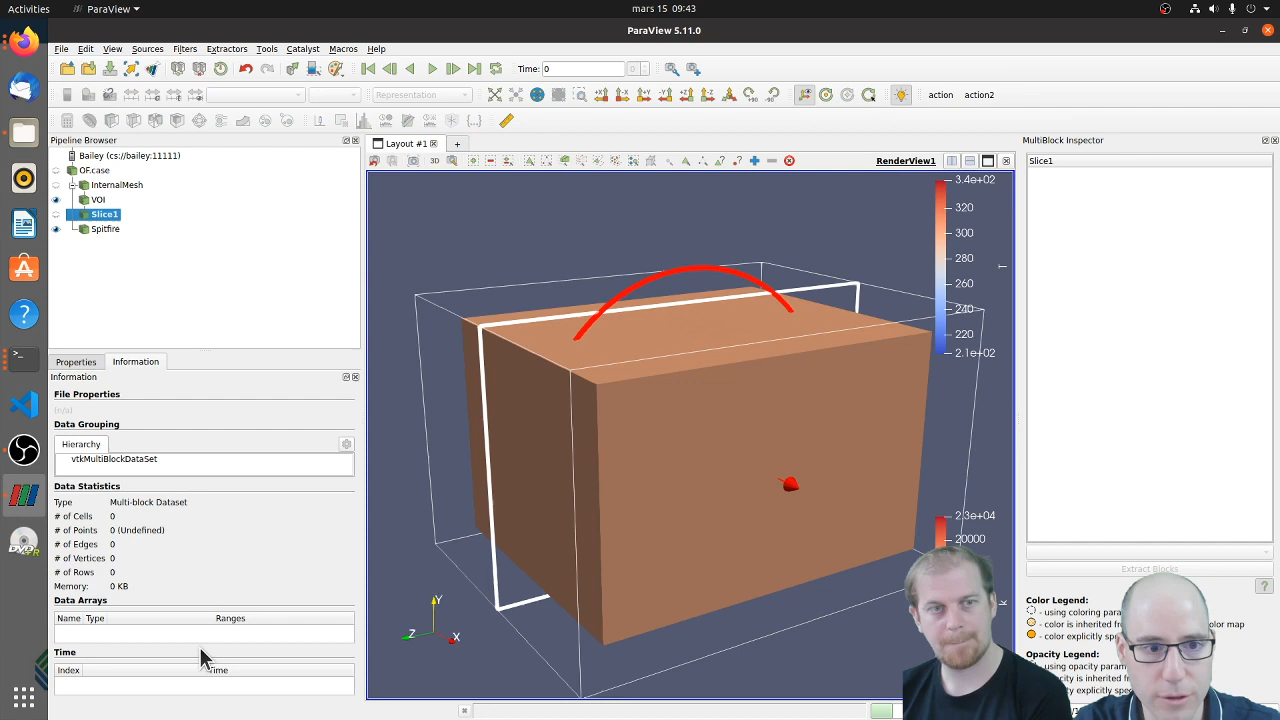 Activities
ParaView
mars 15 09:43
ParaView 5.11.0
File Edit View Sources Filters Extractors Tools Catalyst Macros Help
Time: 0
Representation
action action2
Pipeline Browser
Layout #1
MultiBlock Inspector
Bailey (cs://bailey:11111)
3D
RenderView1
Slice1
OF.case
InternalMesh
VOI
Slice1
Spitfire
3.4e+02
320
300
280
T
260
240
220
2.1e+02
Properties Information
Information
File Properties
(n/a)
Data Grouping
Hierarchy
vtkMultiBlockDataSet
Data Statistics
Type Multi-block Dataset
# of Cells 0
# of Points 0 (Undefined)
# of Edges 0
# of Vertices 0
# of Rows 0
Memory: 0 KB
Data Arrays
Name Type Ranges
Time
Index Time
2.3e+04
20000
k
Y
Z
X
Extract Blocks
Color Legend:
- using coloring para
- color is inherited f
or color map
- color explicitly spe
Opacity Legend: